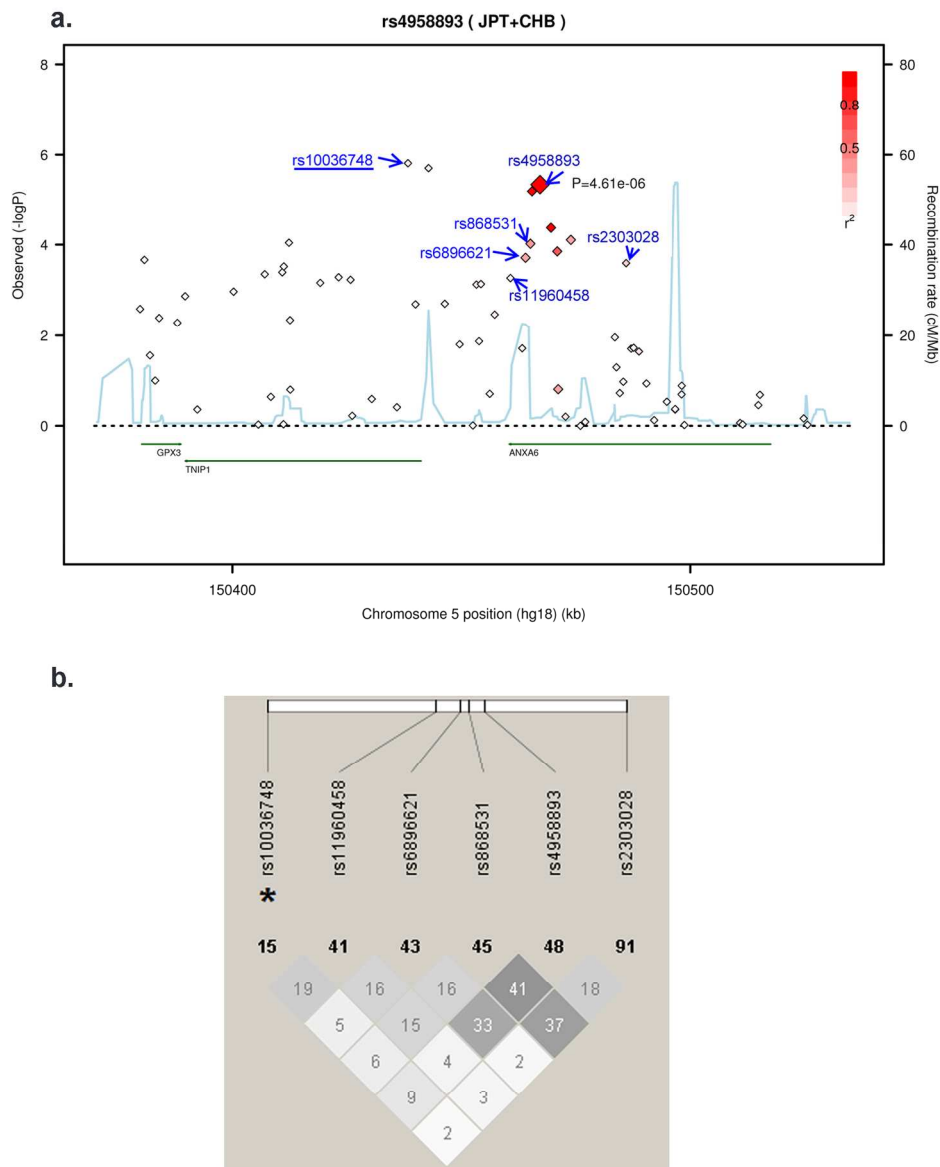 a.
rs4958893 ( JPT+CHB )
8
6
4
2
0
Observed (-logP)
80
60
40
20
0
Recombination rate (cM/Mb)
0.8
0.5
r²
rs10036748
rs4958893
P=4.61e-06
rs868531
rs6896621
rs2303028
rs11960458
GPX3
TNIP1
ANXA6
150400
150500
Chromosome 5 position (hg18) (kb)
b.
rs10036748
rs11960458
rs6896621
rs868531
rs4958893
rs2303028
*
15 41 43 45 48 91
19 16 16 41 18
5 15 33 37
6 4 2
9 3
2